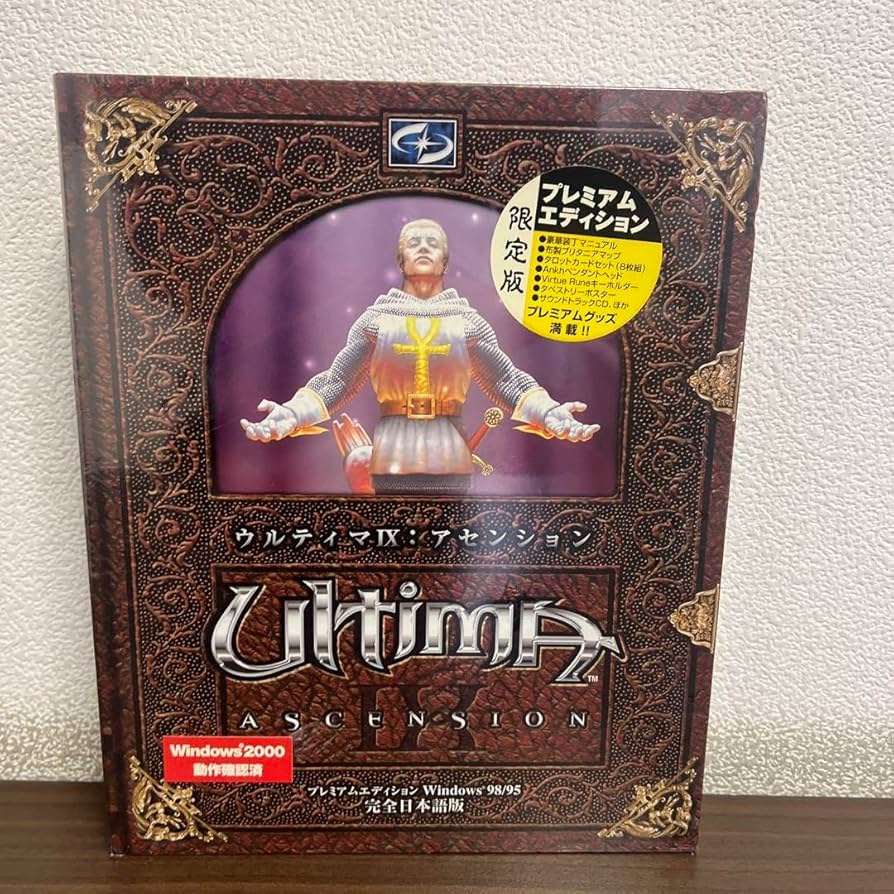 プレミアム
エディション
限定版
●豪華装丁マニュアル
●布製ブリタニアマップ
●タロットカードセット(8枚組)
●Ankhペンダントヘッド
●Virtue Runeキーホルダー
●タペストリーポスター
●サウンドトラックCD、ほか
プレミアムグッズ
満載!!
ウルティマIX:アセンション
Ultima™
IX
ASCENSION
Windows®2000
動作確認済
プレミアムエディション Windows®98/95
完全日本語版